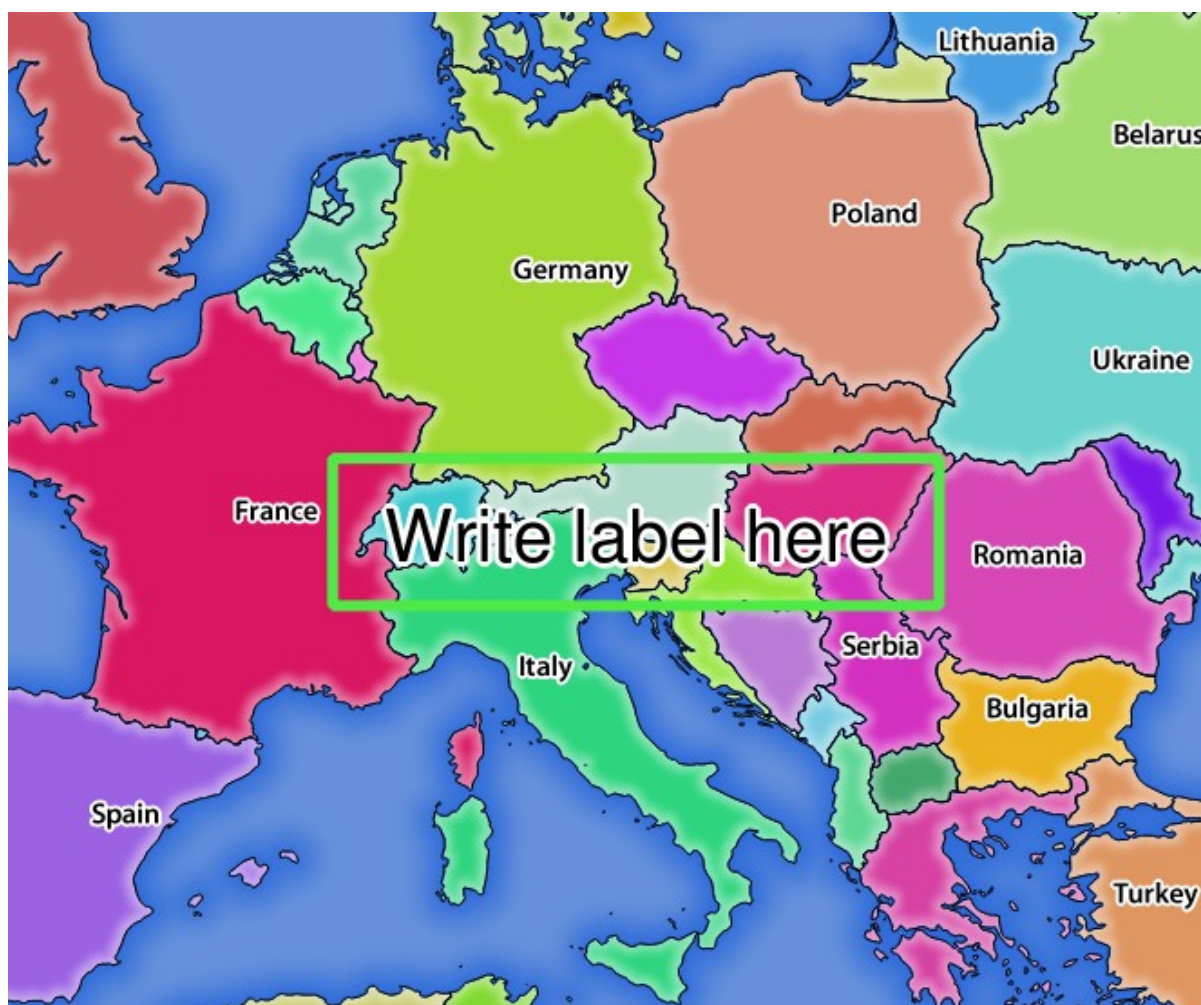 Lithuania
Belarus
Poland
Germany
Ukraine
France
Write label here
Romania
Serbia
Italy
Bulgaria
Spain
Turkey